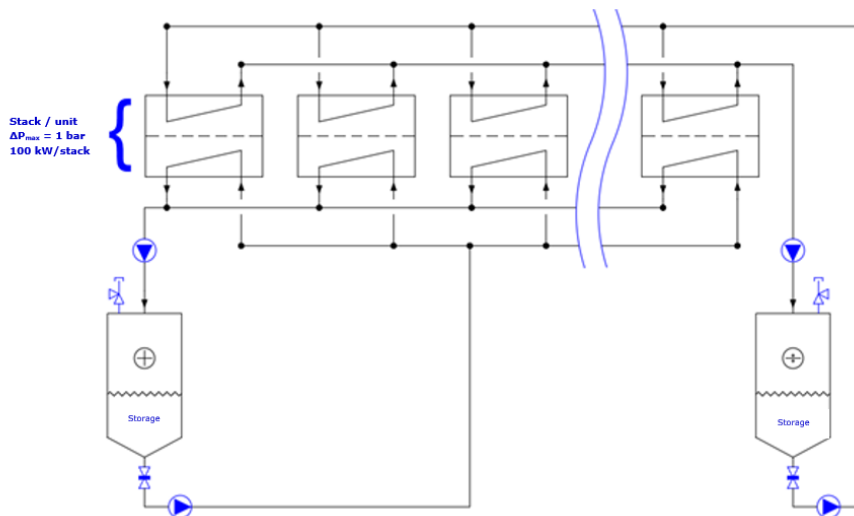 Stack / unit
ΔPmax = 1 bar
100 kW/stack
Storage
Storage